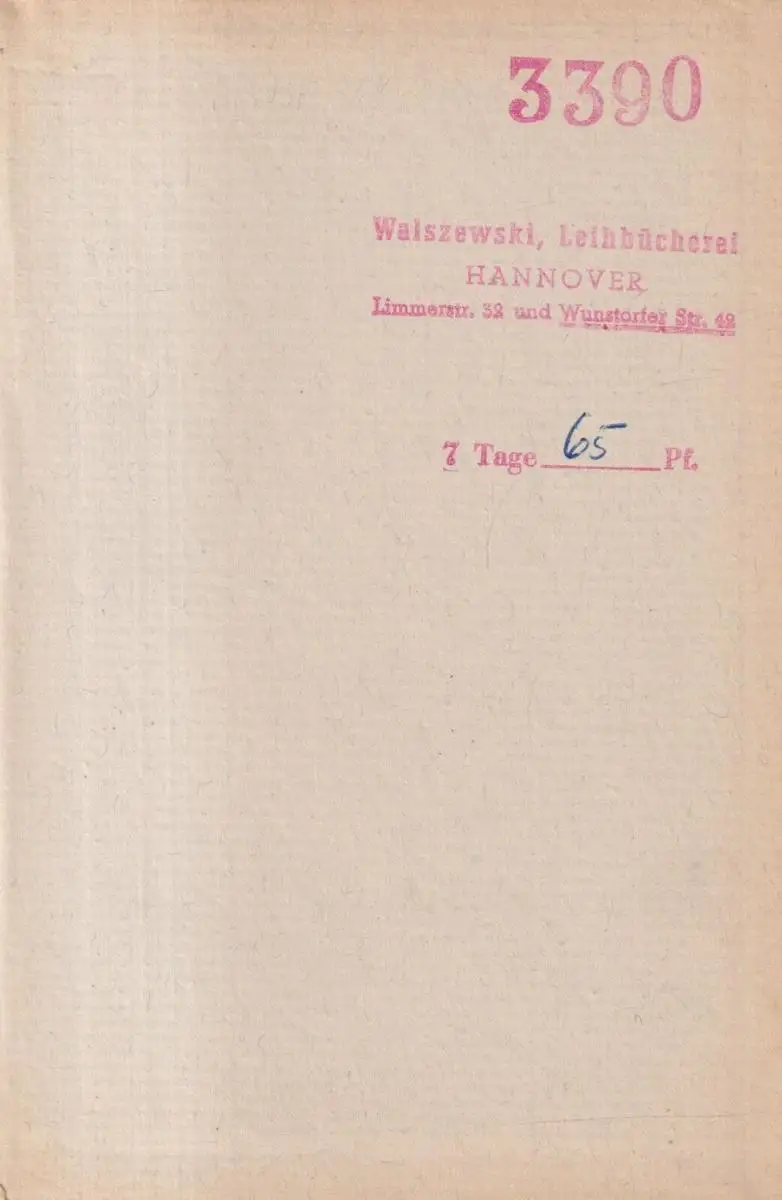 3390
Walszewski, Leihbücherei
HANNOVER
Limmerstr. 32 und Wunstorfer Str. 42
7 Tage 65 Pf.